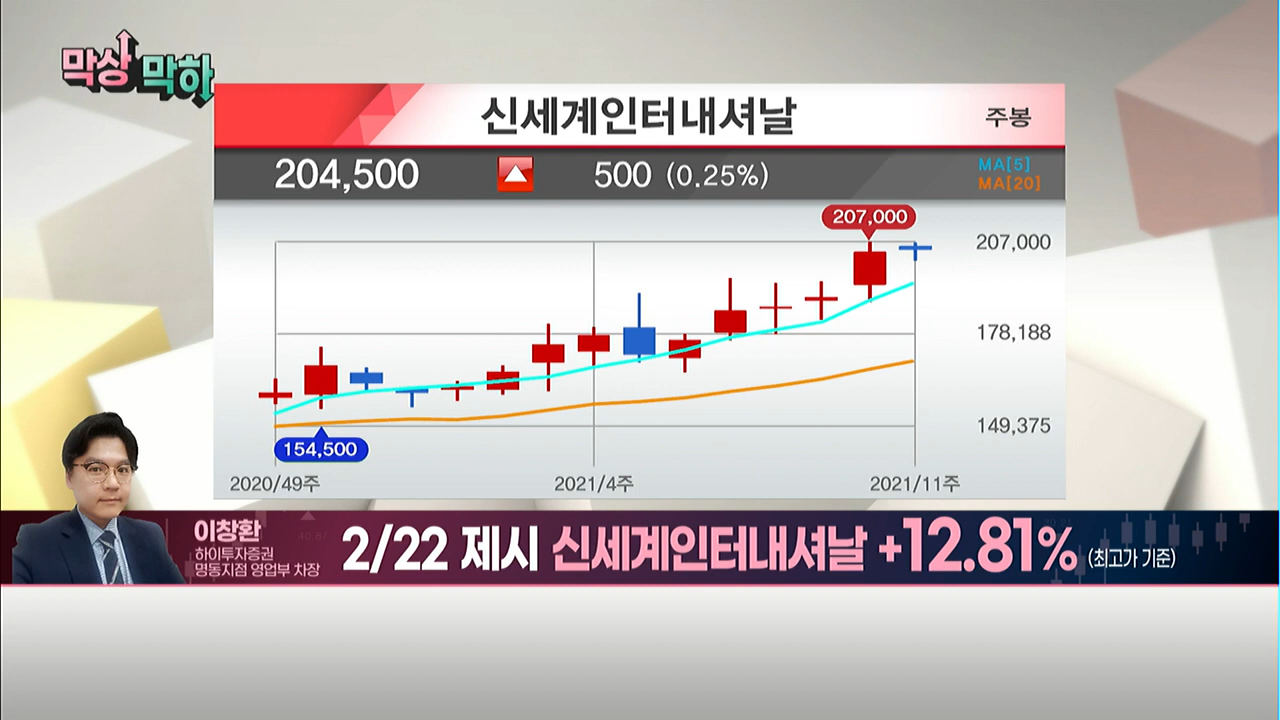 막상 막하
신세계인터내셔날
주봉
204,500 500 (0.25%)
MA[5]
MA[20]
207,000
207,000
178,188
149,375
154,500
2020/49주 2021/4주 2021/11주
이창환
하이투자증권
명동지점 영업부 차장
2/22 제시 신세계인터내셔날 +12.81% (최고가 기준)